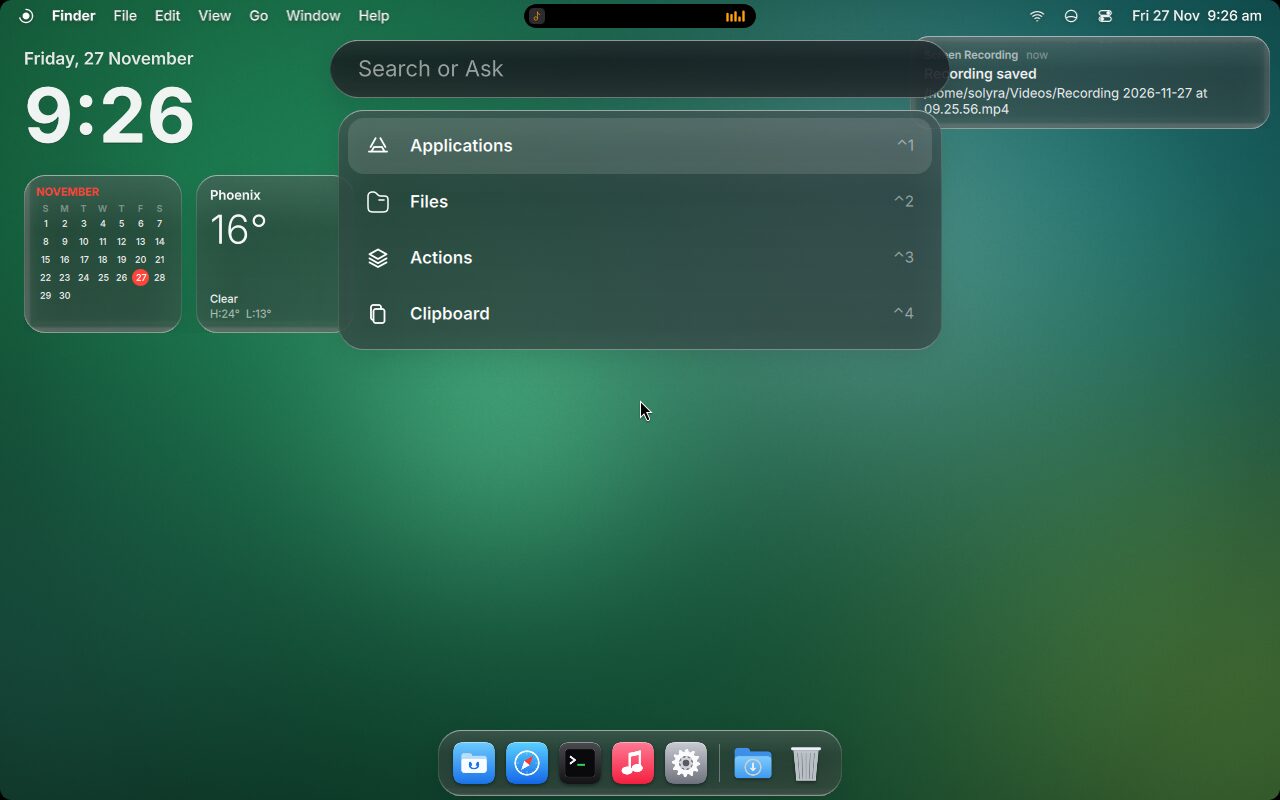 Finder File Edit View Go Window Help
Fri 27 Nov 9:26 am
Friday, 27 November
9:26
NOVEMBER
S M T W T F S
1 2 3 4 5 6 7
8 9 10 11 12 13 14
15 16 17 18 19 20 21
22 23 24 25 26 27 28
29 30
Phoenix
16°
Clear
H:24° L:13°
Search or Ask
Applications ^1
Files ^2
Actions ^3
Clipboard ^4
Screen Recording now
Recording saved
/home/solyra/Videos/Recording 2026-11-27 at
09.25.56.mp4